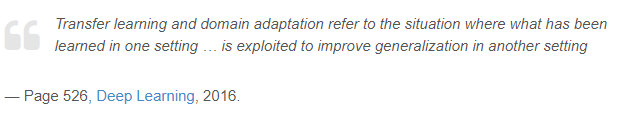 Transfer learning and domain adaptation refer to the situation where what has been
learned in one setting … is exploited to improve generalization in another setting
— Page 526, Deep Learning, 2016.